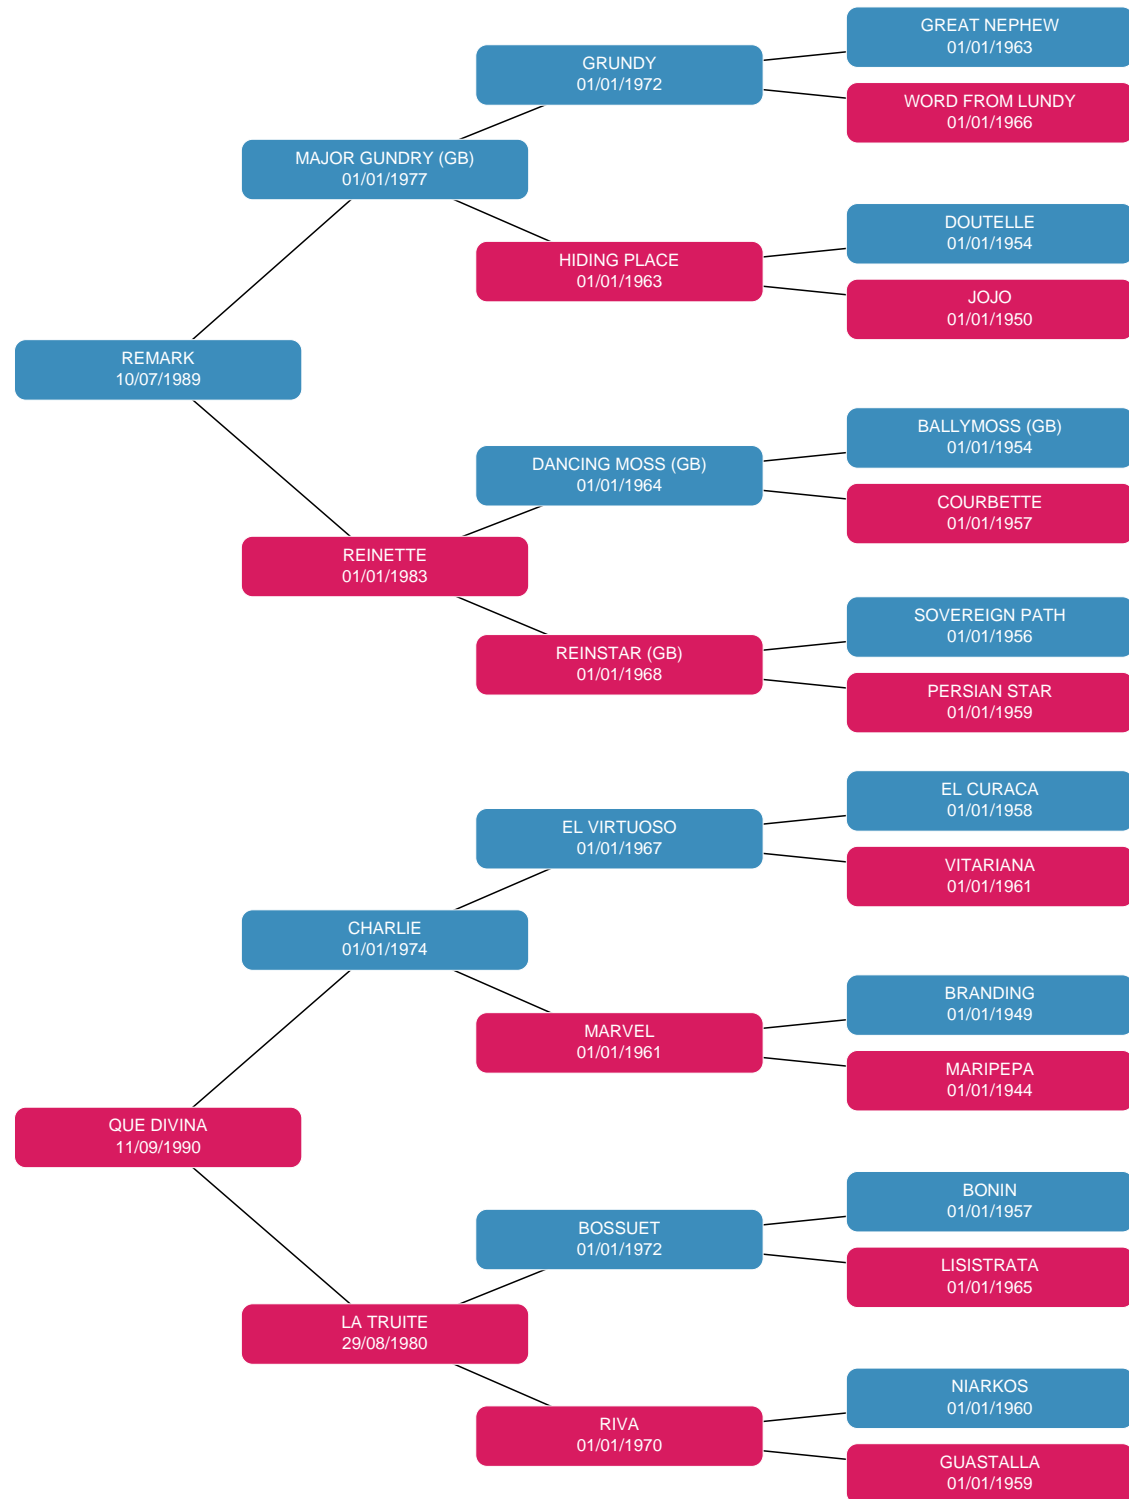 GREAT NEPHEW
01/01/1963
GRUNDY
01/01/1972
WORD FROM LUNDY
01/01/1966
MAJOR GUNDRY (GB)
01/01/1977
DOUTELLE
01/01/1954
HIDING PLACE
01/01/1963
JOJO
01/01/1950
REMARK
10/07/1989
BALLYMOSS (GB)
01/01/1954
DANCING MOSS (GB)
01/01/1964
COURBETTE
01/01/1957
REINETTE
01/01/1983
SOVEREIGN PATH
01/01/1956
REINSTAR (GB)
01/01/1968
PERSIAN STAR
01/01/1959
EL CURACA
01/01/1958
EL VIRTUOSO
01/01/1967
VITARIANA
01/01/1961
CHARLIE
01/01/1974
BRANDING
01/01/1949
MARVEL
01/01/1961
MARIPEPA
01/01/1944
QUE DIVINA
11/09/1990
BONIN
01/01/1957
BOSSUET
01/01/1972
LISISTRATA
01/01/1965
LA TRUITE
29/08/1980
NIARKOS
01/01/1960
RIVA
01/01/1970
GUASTALLA
01/01/1959